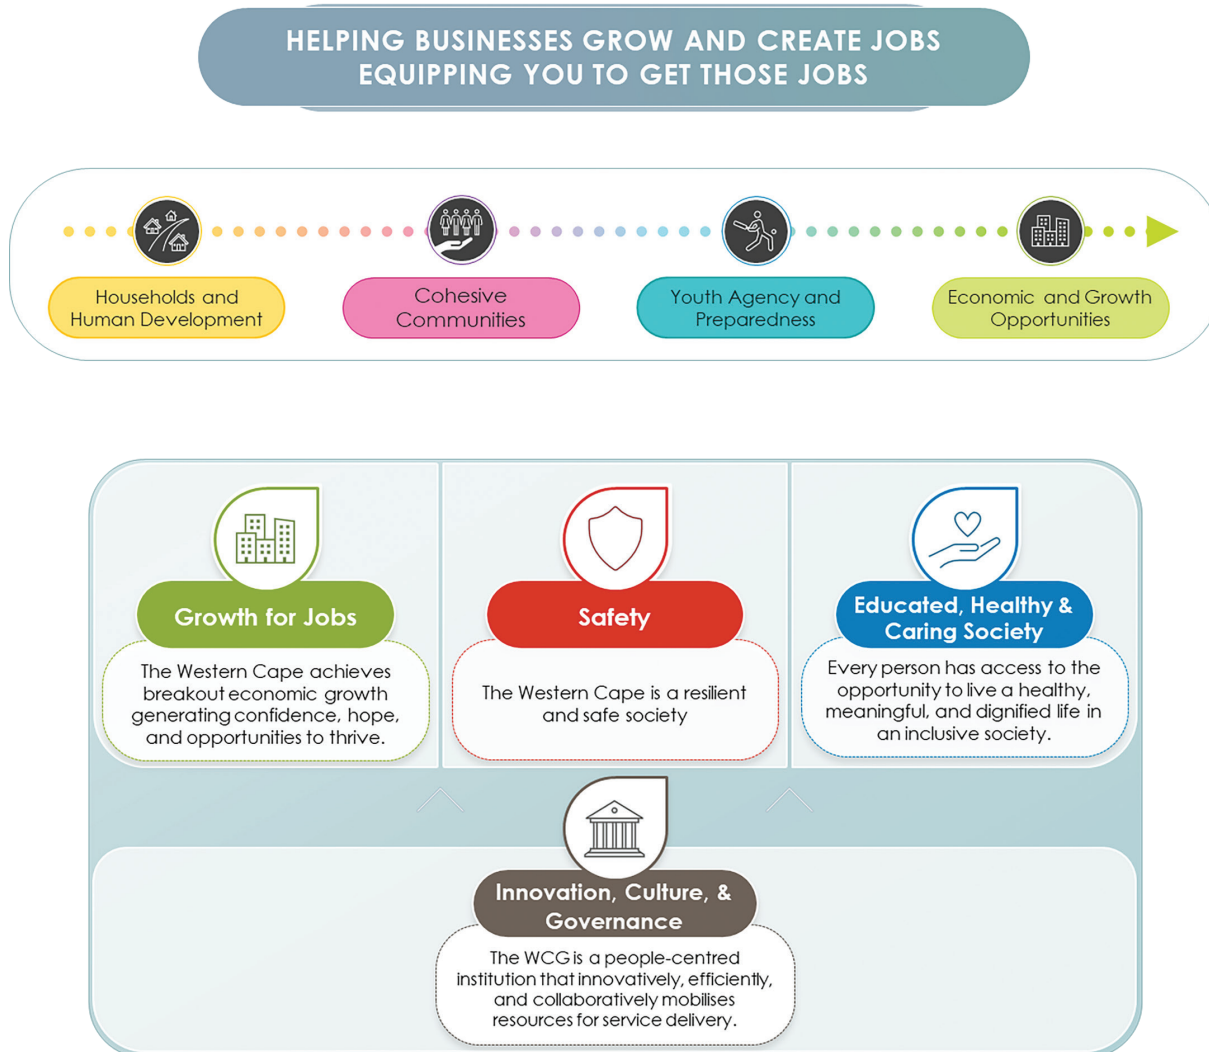 HELPING BUSINESSES GROW AND CREATE JOBS
EQUIPPING YOU TO GET THOSE JOBS
Households and
Human Development
Cohesive
Communities
Youth Agency and
Preparedness
Economic and Growth
Opportunities
Growth for Jobs
The Western Cape achieves
breakout economic growth
generating confidence, hope,
and opportunities to thrive.
Safety
The Western Cape is a resilient
and safe society
Educated, Healthy &
Caring Society
Every person has access to the
opportunity to live a healthy,
meaningful, and dignified life in
an inclusive society.
Innovation, Culture, &
Governance
The WCG is a people-centred
institution that innovatively, efficiently,
and collaboratively mobilises
resources for service delivery.